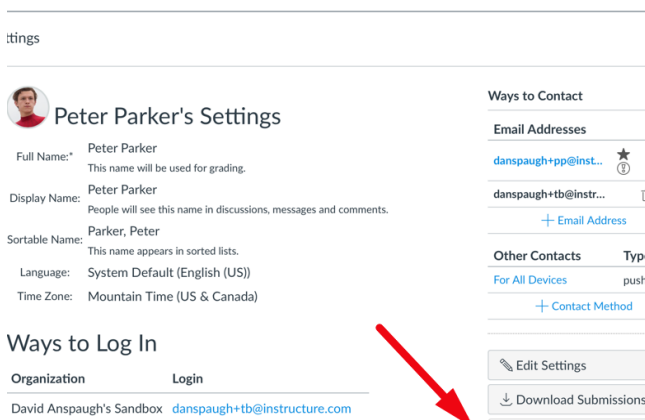 ttings
Peter Parker's Settings
Full Name:* Peter Parker
This name will be used for grading.
Display Name: Peter Parker
People will see this name in discussions, messages and comments.
Sortable Name: Parker, Peter
This name appears in sorted lists.
Language: System Default (English (US))
Time Zone: Mountain Time (US & Canada)
Ways to Log In
Organization Login
David Anspaugh's Sandbox danspaugh+tb@instructure.com
Ways to Contact
Email Addresses
danspaugh+pp@inst...
danspaugh+tb@instr...
+ Email Address
Other Contacts Typ
For All Devices push
+ Contact Method
Edit Settings
Download Submissions